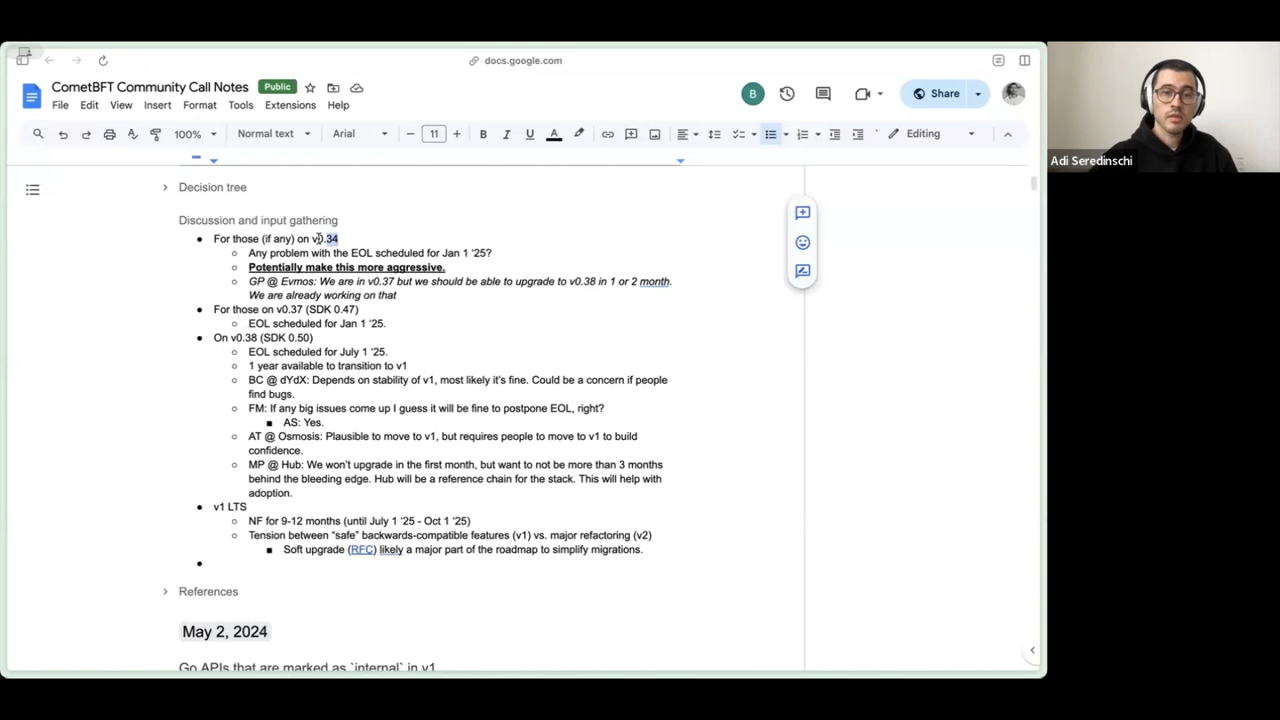 docs.google.com
CometBFT Community Call Notes Public
B
Share
File Edit View Insert Format Tools Extensions Help
100% Normal text Arial − 11 + B I U A Editing
Adi Seredinschi
Decision tree
Discussion and input gathering
● For those (if any) on v0.34
○ Any problem with the EOL scheduled for Jan 1 ‘25?
○ Potentially make this more aggressive.
○ GP @ Evmos: We are in v0.37 but we should be able to upgrade to v0.38 in 1 or 2 month.
We are already working on that
● For those on v0.37 (SDK 0.47)
○ EOL scheduled for Jan 1 ‘25.
● On v0.38 (SDK 0.50)
○ EOL scheduled for July 1 ‘25.
○ 1 year available to transition to v1
○ BC @ dYdX: Depends on stability of v1, most likely it’s fine. Could be a concern if people
find bugs.
○ FM: If any big issues come up I guess it will be fine to postpone EOL, right?
■ AS: Yes.
○ AT @ Osmosis: Plausible to move to v1, but requires people to move to v1 to build
confidence.
○ MP @ Hub: We won’t upgrade in the first month, but want to not be more than 3 months
behind the bleeding edge. Hub will be a reference chain for the stack. This will help with
adoption.
● v1 LTS
○ NF for 9-12 months (until July 1 ‘25 - Oct 1 ‘25)
○ Tension between “safe” backwards-compatible features (v1) vs. major refactoring (v2)
■ Soft upgrade (RFC) likely a major part of the roadmap to simplify migrations.
●
References
May 2, 2024
Go APIs that are marked as `internal` in v1